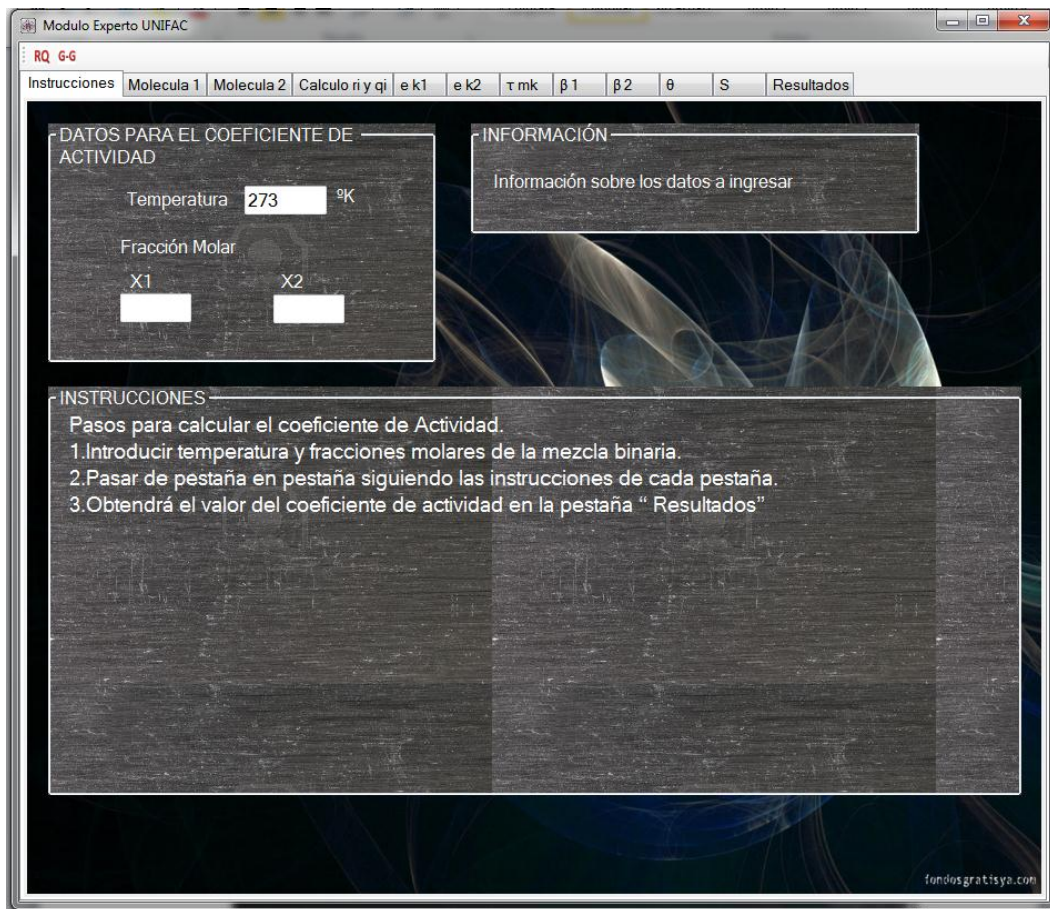 Modulo Experto UNIFAC
RQ G-G
Instrucciones Molecula 1 Molecula 2 Calculo ri y qi e k1 e k2 τ mk β 1 β 2 θ S Resultados
DATOS PARA EL COEFICIENTE DE
ACTIVIDAD
Temperatura 273 ºK
Fracción Molar
X1 X2
INFORMACIÓN
Información sobre los datos a ingresar
INSTRUCCIONES
Pasos para calcular el coeficiente de Actividad.
1.Introducir temperatura y fracciones molares de la mezcla binaria.
2.Pasar de pestaña en pestaña siguiendo las instrucciones de cada pestaña.
3.Obtendrá el valor del coeficiente de actividad en la pestaña “ Resultados”
fondosgratisya.com